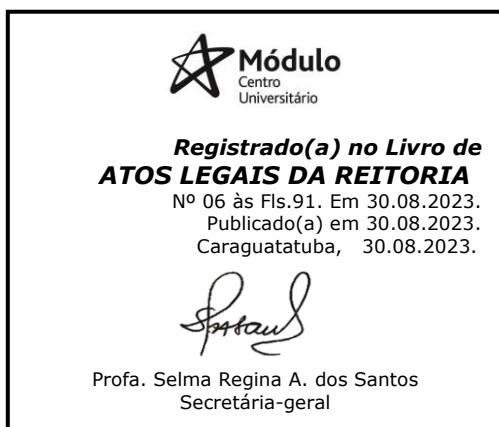 Módulo
Centro
Universitário
Registrado(a) no Livro de
ATOS LEGAIS DA REITORIA
Nº 06 às Fls.91. Em 30.08.2023.
Publicado(a) em 30.08.2023.
Caraguatatuba, 30.08.2023.
Profa. Selma Regina A. dos Santos
Secretária-geral